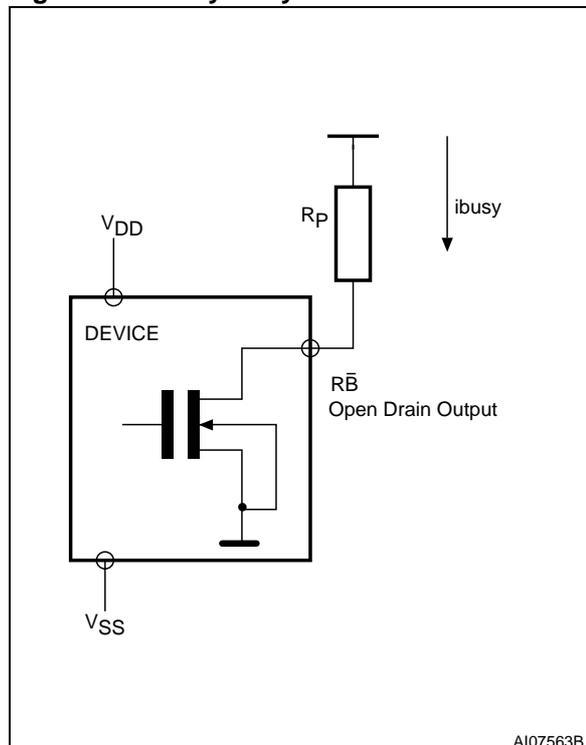 RP
ibusy
VDD
DEVICE
RB̄
Open Drain Output
VSS
AI07563B